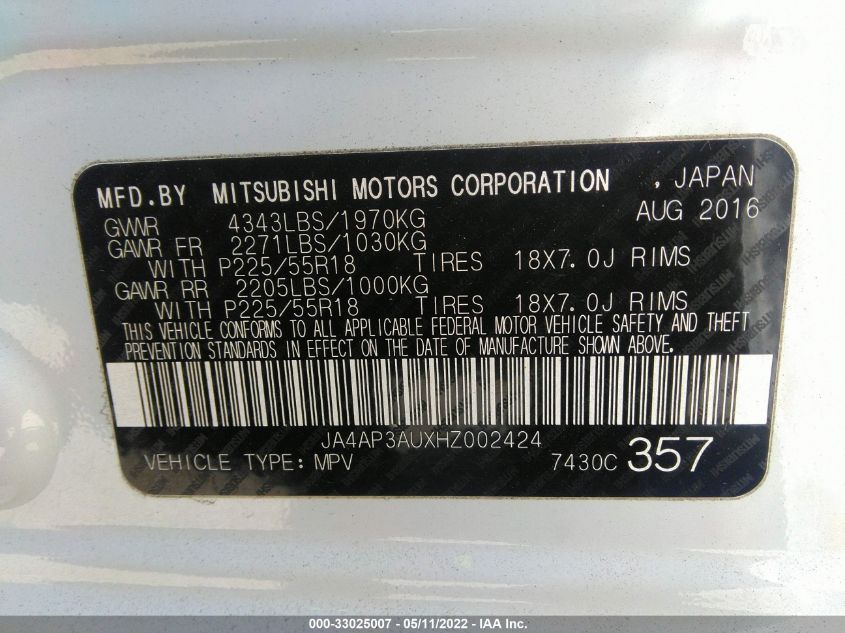 MFD.BY MITSUBISHI MOTORS CORPORATION , JAPAN
GVWR 4343LBS/1970KG AUG 2016
GAWR FR 2271LBS/1030KG
WITH P225/55R18 TIRES 18X7.0J RIMS
GAWR RR 2205LBS/1000KG
WITH P225/55R18 TIRES 18X7.0J RIMS
THIS VEHICLE CONFORMS TO ALL APPLICABLE FEDERAL MOTOR VEHICLE SAFETY AND THEFT
PREVENTION STANDARDS IN EFFECT ON THE DATE OF MANUFACTURE SHOWN ABOVE.
JA4AP3AUXHZ002424
VEHICLE TYPE: MPV 7430C 357
000-33025007 - 05/11/2022 - IAA Inc.